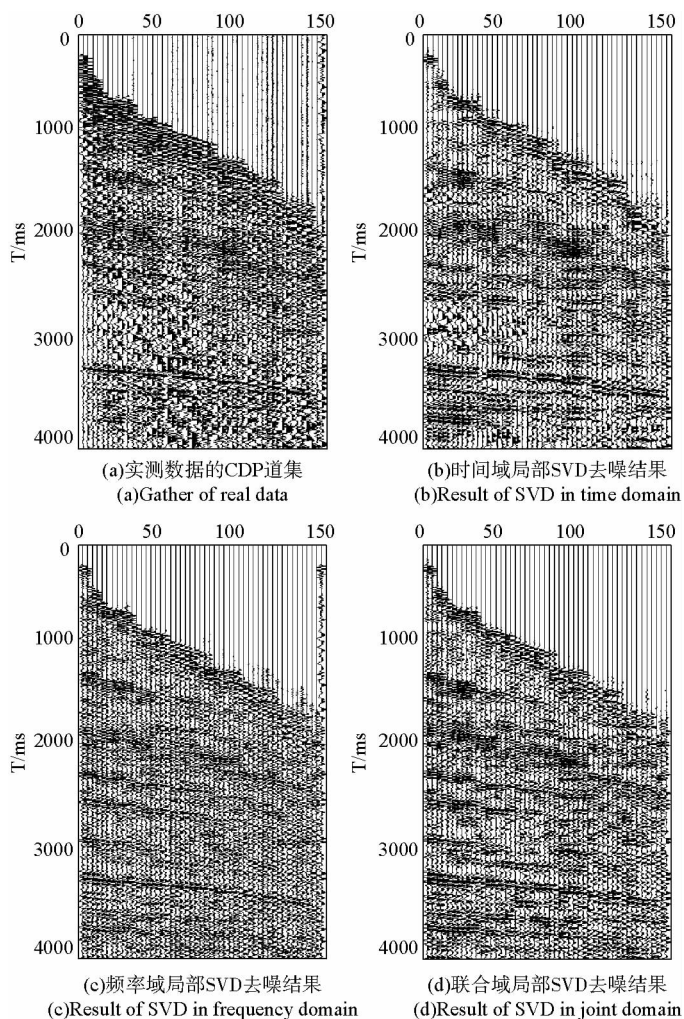 0 50 100 150
0 50 100 150
0
1000
2000
3000
4000
T/ms
0
1000
2000
3000
4000
T/ms
(a)实测数据的CDP道集
(a)Gather of real data
(b)时间域局部SVD去噪结果
(b)Result of SVD in time domain
0 50 100 150
0 50 100 150
0
1000
2000
3000
4000
T/ms
0
1000
2000
3000
4000
T/ms
(c)频率域局部SVD去噪结果
(c)Result of SVD in frequency domain
(d)联合域局部SVD去噪结果
(d)Result of SVD in joint domain